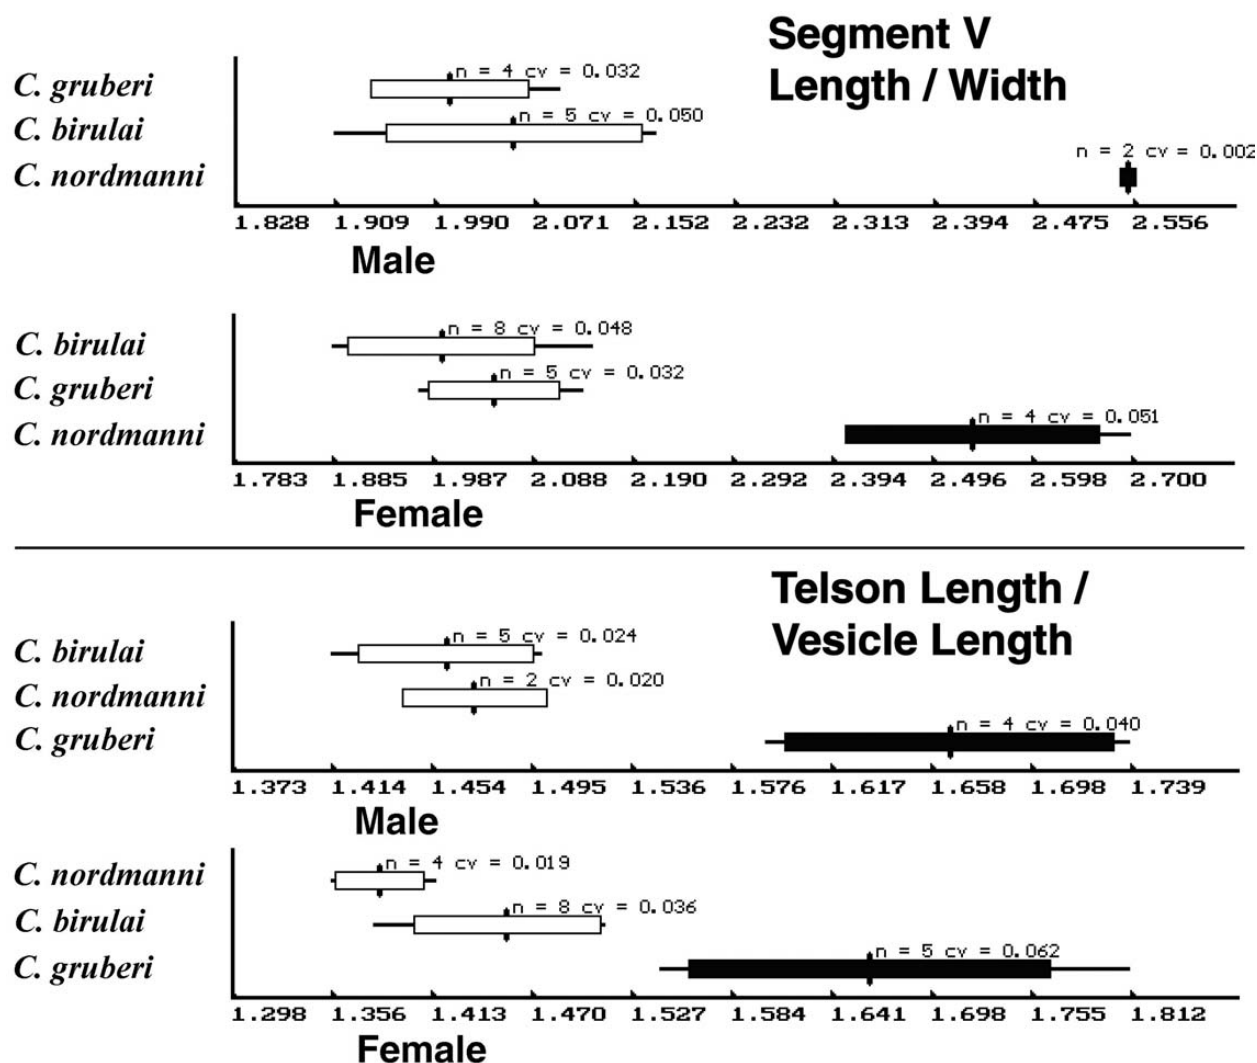 Segment V
Length / Width
C. gruberi
n = 4 cv = 0.032
C. birulai
n = 5 cv = 0.050
C. nordmanni
n = 2 cv = 0.002
1.828 1.909 1.990 2.071 2.152 2.232 2.313 2.394 2.475 2.556
Male
C. birulai
n = 8 cv = 0.048
C. gruberi
n = 5 cv = 0.032
C. nordmanni
n = 4 cv = 0.051
1.783 1.885 1.987 2.088 2.190 2.292 2.394 2.496 2.598 2.700
Female
Telson Length /
Vesicle Length
C. birulai
n = 5 cv = 0.024
C. nordmanni
n = 2 cv = 0.020
C. gruberi
n = 4 cv = 0.040
1.373 1.414 1.454 1.495 1.536 1.576 1.617 1.658 1.698 1.739
Male
C. nordmanni
n = 4 cv = 0.019
C. birulai
n = 8 cv = 0.036
C. gruberi
n = 5 cv = 0.062
1.298 1.356 1.413 1.470 1.527 1.584 1.641 1.698 1.755 1.812
Female